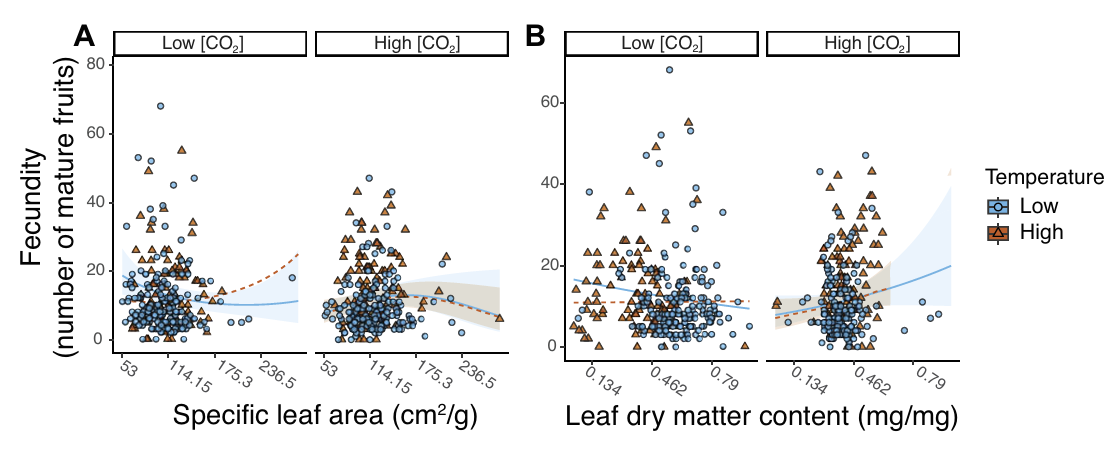 A
Low [CO₂]
High [CO₂]
Fecundity
(number of mature fruits)
80
60
40
20
0
53
114.15
175.3
236.5
53
114.15
175.3
236.5
Specific leaf area (cm²/g)
B
Low [CO₂]
High [CO₂]
60
40
20
0
0.134
0.462
0.79
0.134
0.462
0.79
Leaf dry matter content (mg/mg)
Temperature
Low
High